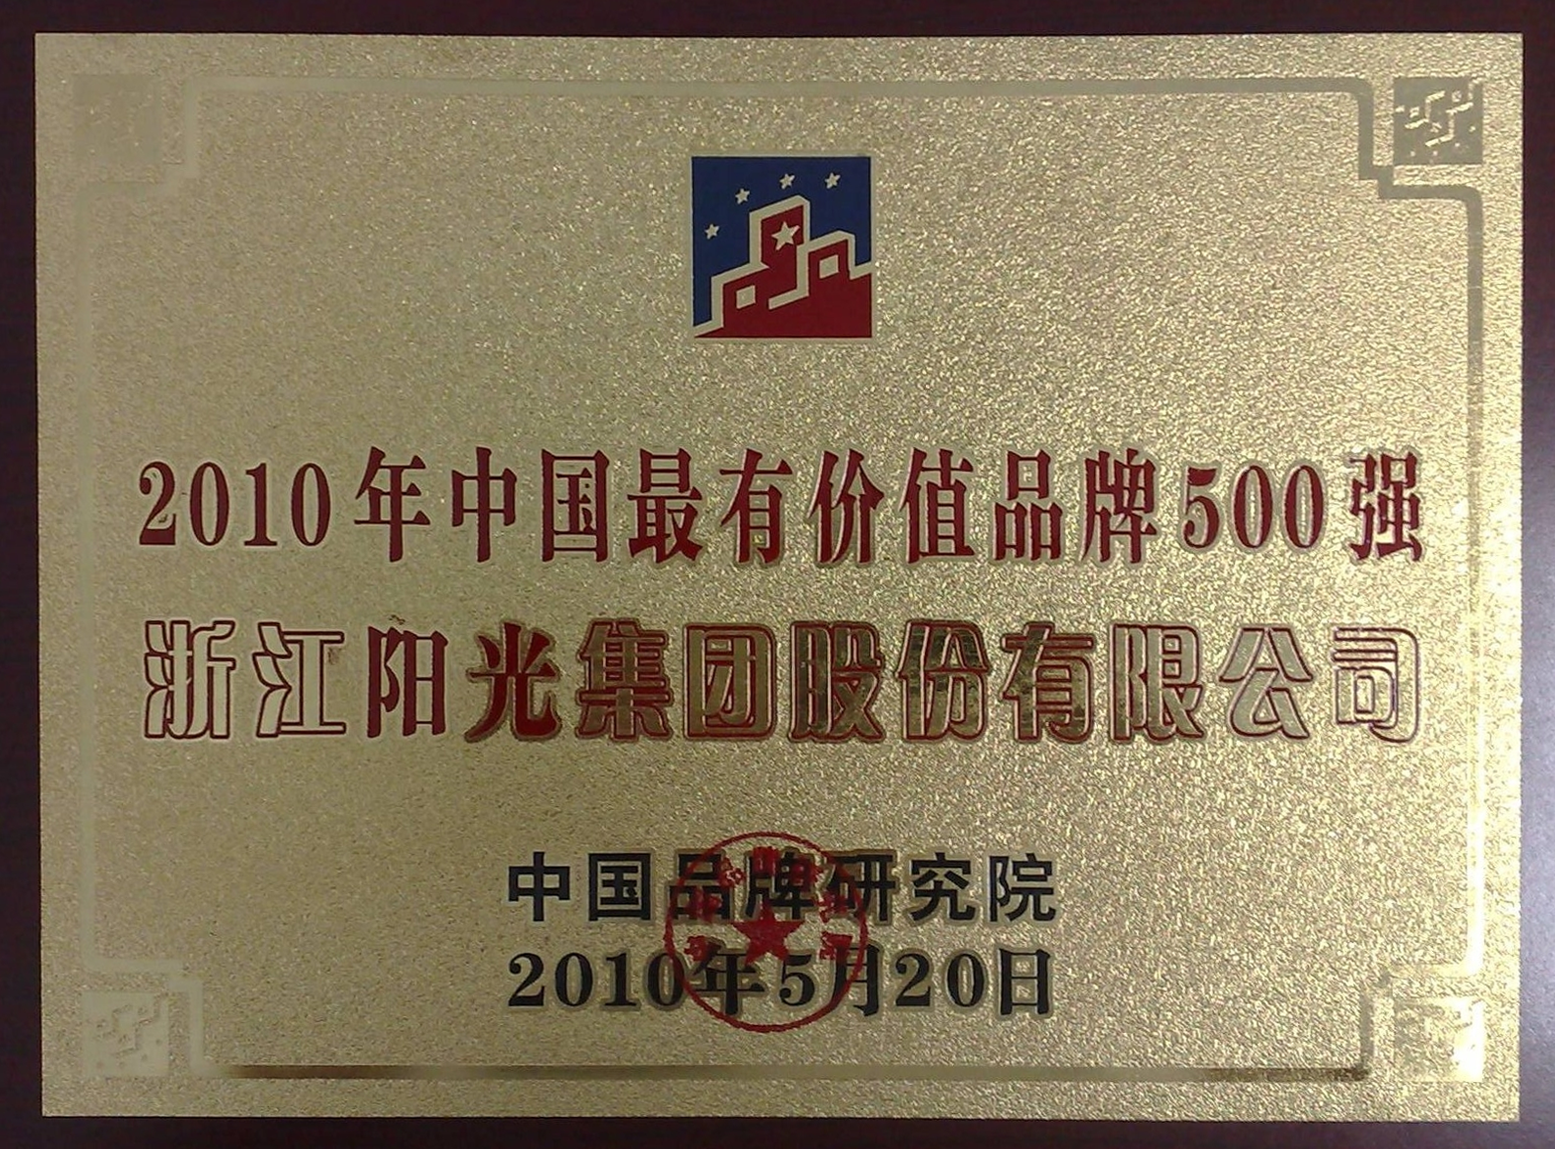 2010年中国最有价值品牌500强
浙江阳光集团股份有限公司
中国品牌研究院
2010年5月20日